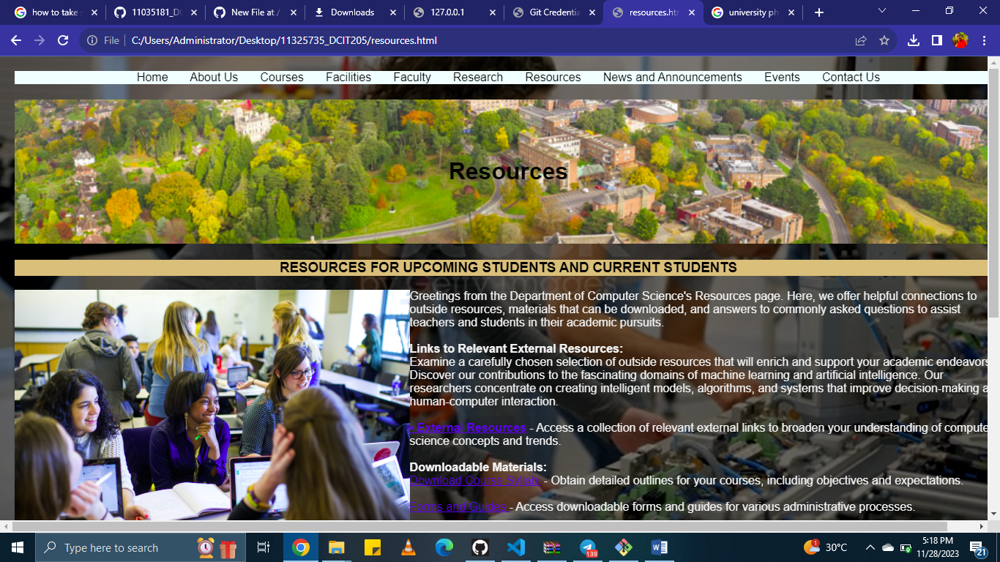 how to take
11035181_D
New File at /
Downloads
127.0.0.1
Git Credentia
resources.htm
university ph
File
C:/Users/Administrator/Desktop/11325735_DCIT205/resources.html
Home About Us Courses Facilities Faculty Research Resources News and Announcements Events Contact Us
Resources
RESOURCES FOR UPCOMING STUDENTS AND CURRENT STUDENTS
by Getty Images
Greetings from the Department of Computer Science's Resources page. Here, we offer helpful connections to
outside resources, materials that can be downloaded, and answers to commonly asked questions to assist
teachers and students in their academic pursuits.
Links to Relevant External Resources:
Examine a carefully chosen selection of outside resources that will enrich and support your academic endeavors
Discover our contributions to the fascinating domains of machine learning and artificial intelligence. Our
researchers concentrate on creating intelligent models, algorithms, and systems that improve decision-making a
human-computer interaction.
• External Resources - Access a collection of relevant external links to broaden your understanding of compute
science concepts and trends.
Downloadable Materials:
Download Course Syllabi - Obtain detailed outlines for your courses, including objectives and expectations.
Forms and Guides - Access downloadable forms and guides for various administrative processes.
Type here to search
139
1
30°C
5:18 PM
11/28/2023
21